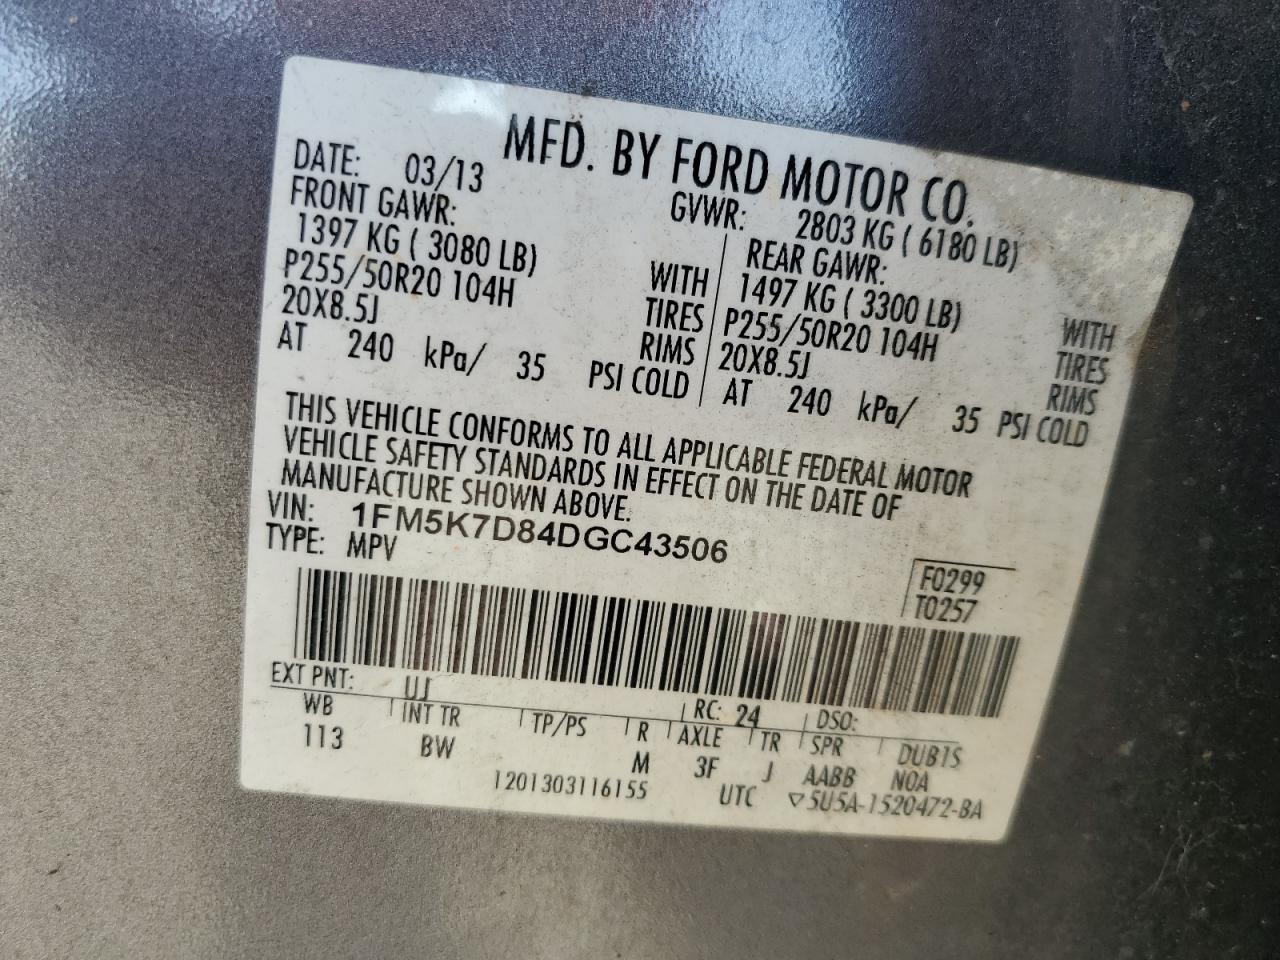 MFD. BY FORD MOTOR CO.
DATE: 03/13
GVWR: 2803 KG ( 6180 LB)
FRONT GAWR:
1397 KG ( 3080 LB) WITH
P255/50R20 104H TIRES
20X8.5J RIMS
AT 240 kPa/ 35 PSI COLD
REAR GAWR:
1497 KG ( 3300 LB) WITH
P255/50R20 104H TIRES
20X8.5J RIMS
AT 240 kPa/ 35 PSI COLD
THIS VEHICLE CONFORMS TO ALL APPLICABLE FEDERAL MOTOR
VEHICLE SAFETY STANDARDS IN EFFECT ON THE DATE OF
MANUFACTURE SHOWN ABOVE.
VIN: 1FM5K7D84DGC43506
TYPE: MPV
F0299
T0257
EXT PNT: UJ RC: 24 DSO:
WB INT TR TP/PS R AXLE TR SPR DUB1S
113 BW M 3F J AABB NOA
1201303116155 UTC ▽5U5A-1520472-BA